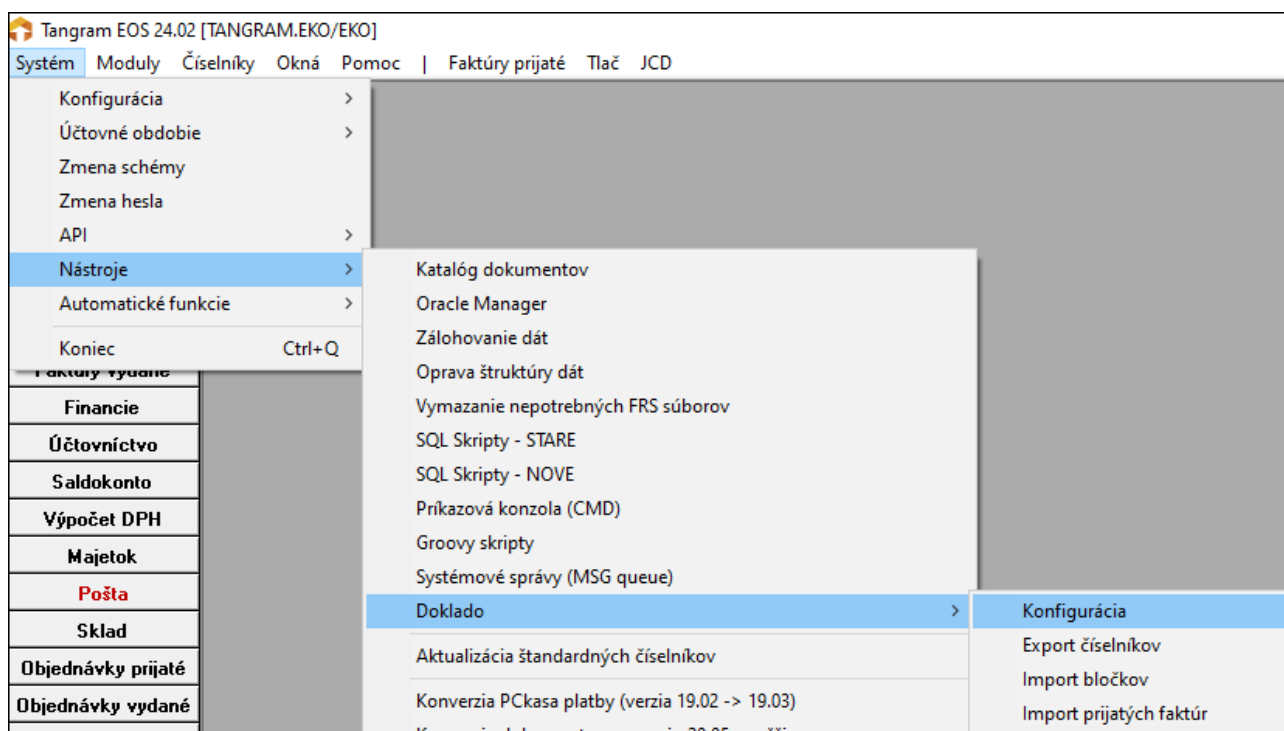 Tangram EOS 24.02 [TANGRAM.EKO/EKO]
Systém Moduly Číselníky Okná Pomoc | Faktúry prijaté Tlač JCD
Konfigurácia >
Účtovné obdobie >
Zmena schémy
Zmena hesla
API >
Nástroje >
Automatické funkcie >
Koniec Ctrl+Q
Katalóg dokumentov
Oracle Manager
Zálohovanie dát
Oprava štruktúry dát
Vymazanie nepotrebných FRS súborov
SQL Skripty - STARE
SQL Skripty - NOVE
Príkazová konzola (CMD)
Groovy skripty
Systémové správy (MSG queue)
Doklado >
Aktualizácia štandardných číselníkov
Konverzia PCkasa platby (verzia 19.02 -> 19.03)
Konfigurácia
Export číselníkov
Import bločkov
Import prijatých faktúr
Faktúry vydané
Financie
Účtovníctvo
Saldokonto
Výpočet DPH
Majetok
Pošta
Sklad
Objednávky prijaté
Objednávky vydané